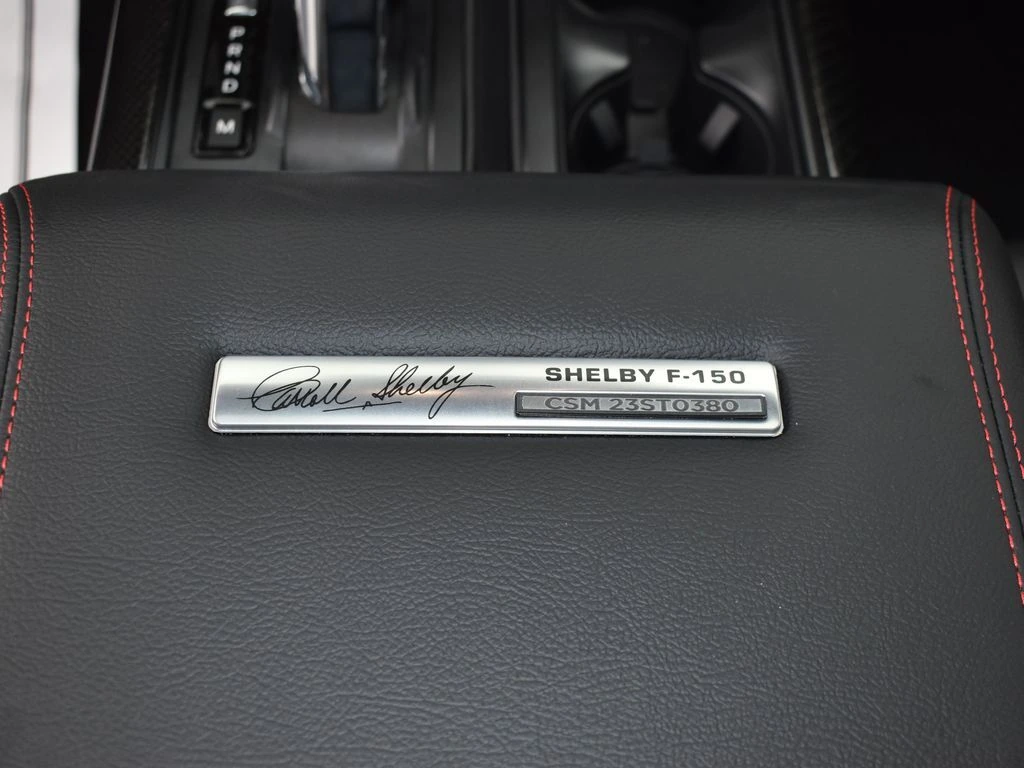 P
R
N
D
M
Carroll Shelby
SHELBY F-150
CSM 23ST0380